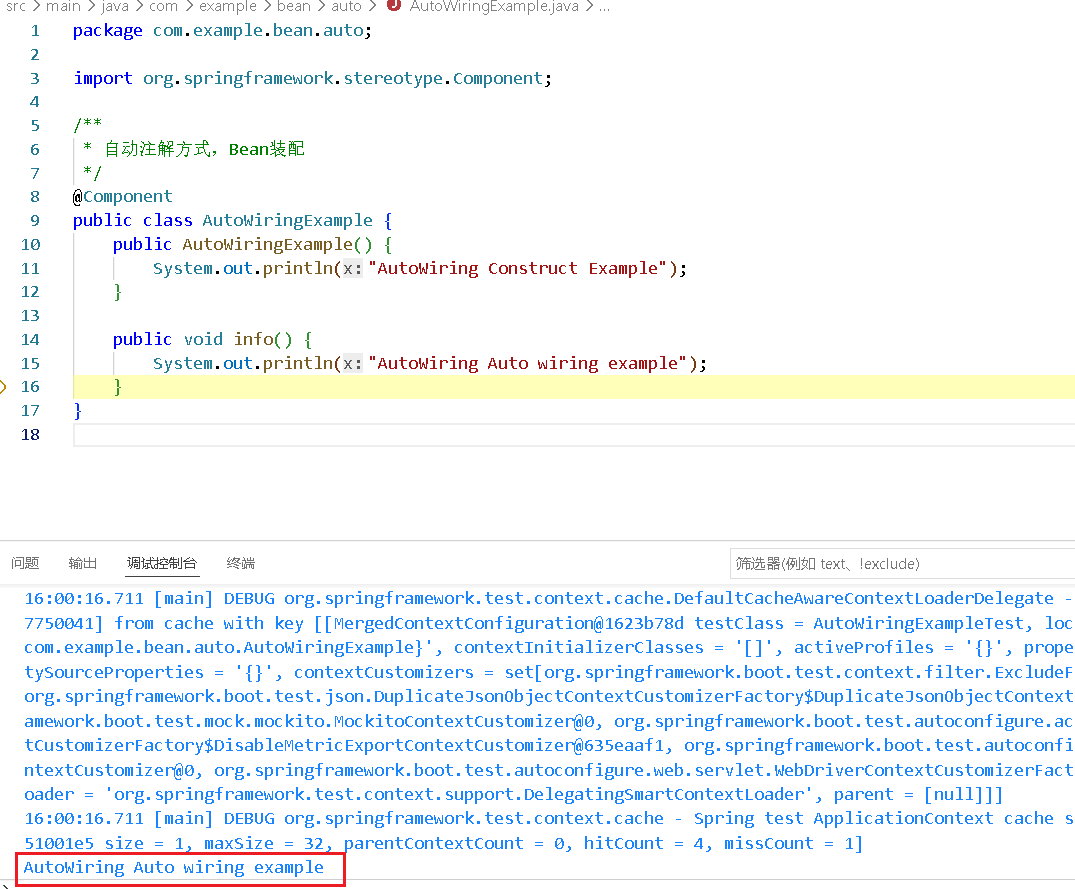 src > main > java > com > example > bean > auto > J AutoWiringExample.java > ...
1 package com.example.bean.auto;
2
3 import org.springframework.stereotype.Component;
4
5 /**
6 * 自动注解方式，Bean装配
7 */
8 @Component
9 public class AutoWiringExample {
10 public AutoWiringExample() {
11 System.out.println(x:"AutoWiring Construct Example");
12 }
13
14 public void info() {
15 System.out.println(x:"AutoWiring Auto wiring example");
16 }
17 }
18
问题 输出 调试控制台 终端 筛选器(例如 text、!exclude)
16:00:16.711 [main] DEBUG org.springframework.test.context.cache.DefaultCacheAwareContextLoaderDelegate -
7750041] from cache with key [[MergedContextConfiguration@1623b78d testClass = AutoWiringExampleTest, loc
com.example.bean.auto.AutoWiringExample}', contextInitializerClasses = '[]', activeProfiles = '{}', prope
tySourceProperties = '{}', contextCustomizers = set[org.springframework.boot.test.context.filter.ExcludeF
org.springframework.boot.test.json.DuplicateJsonObjectContextCustomizerFactory$DuplicateJsonObjectContext
amework.boot.test.mock.mockito.MockitoContextCustomizer@0, org.springframework.boot.test.autoconfigure.ac
tCustomizerFactory$DisableMetricExportContextCustomizer@635eaaf1, org.springframework.boot.test.autoconfi
ntextCustomizer@0, org.springframework.boot.test.autoconfigure.web.servlet.WebDriverContextCustomizerFact
oader = 'org.springframework.test.context.support.DelegatingSmartContextLoader', parent = [null]]]
16:00:16.711 [main] DEBUG org.springframework.test.context.cache - Spring test ApplicationContext cache s
51001e5 size = 1, maxSize = 32, parentContextCount = 0, hitCount = 4, missCount = 1]
AutoWiring Auto wiring example